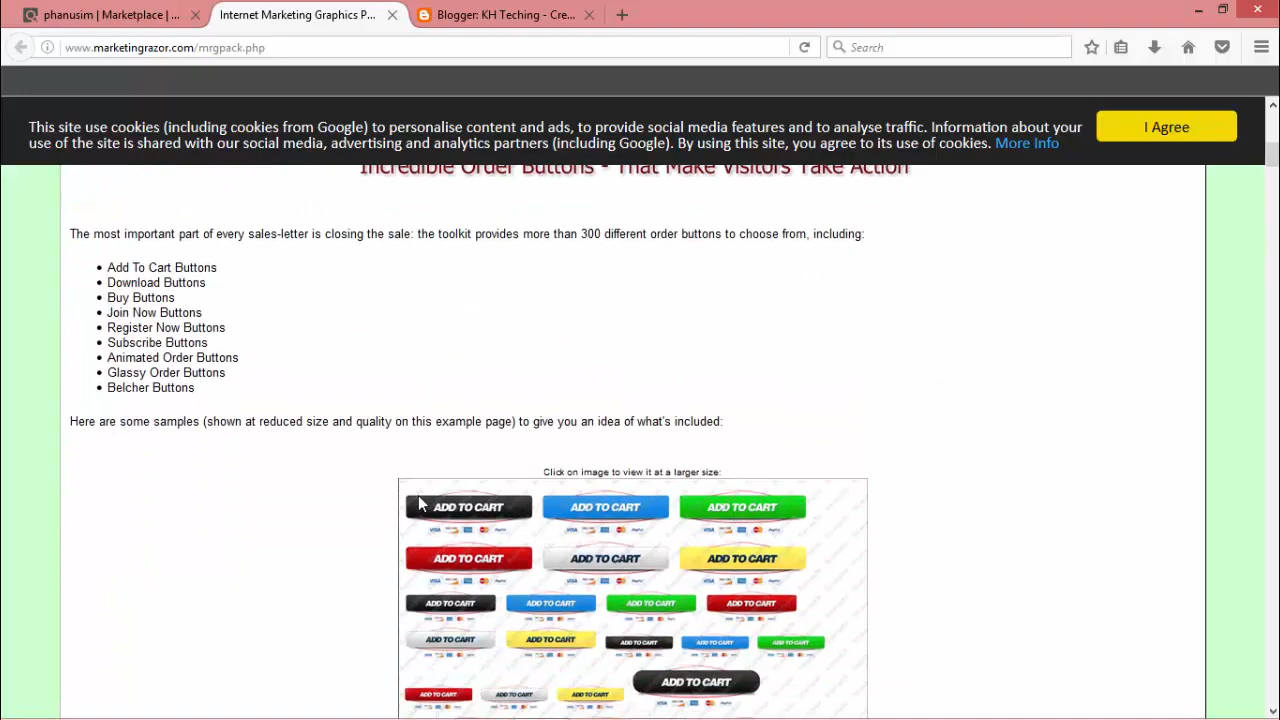 phanusim | Marketplace | ...
Internet Marketing Graphics P...
Blogger: KH Teching - Cre...
www.marketingrazor.com/mrgpack.php
Search
This site use cookies (including cookies from Google) to personalise content and ads, to provide social media features and to analyse traffic. Information about your
use of the site is shared with our social media, advertising and analytics partners (including Google). By using this site, you agree to its use of cookies. More Info
I Agree
Incredible Order Buttons - That Make Visitors Take Action
The most important part of every sales-letter is closing the sale: the toolkit provides more than 300 different order buttons to choose from, including:
• Add To Cart Buttons
• Download Buttons
• Buy Buttons
• Join Now Buttons
• Register Now Buttons
• Subscribe Buttons
• Animated Order Buttons
• Glassy Order Buttons
• Belcher Buttons
Here are some samples (shown at reduced size and quality on this example page) to give you an idea of what's included:
Click on image to view it at a larger size:
ADD TO CART ADD TO CART ADD TO CART
ADD TO CART ADD TO CART ADD TO CART
ADD TO CART ADD TO CART ADD TO CART ADD TO CART
ADD TO CART ADD TO CART ADD TO CART ADD TO CART ADD TO CART
ADD TO CART ADD TO CART ADD TO CART ADD TO CART